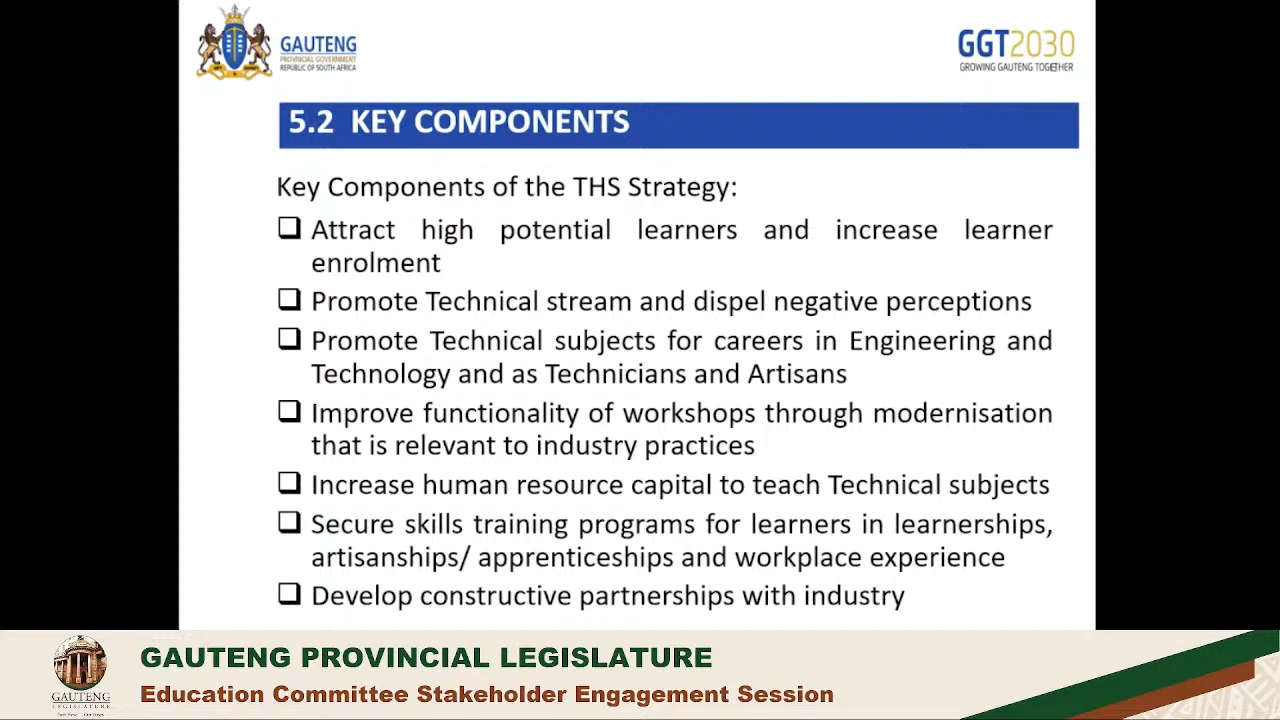 GAUTENG
PROVINCIAL GOVERNMENT
REPUBLIC OF SOUTH AFRICA
GGT2030
GROWING GAUTENG TOGETHER
5.2 KEY COMPONENTS
Key Components of the THS Strategy:
Attract high potential learners and increase learner
enrolment
Promote Technical stream and dispel negative perceptions
Promote Technical subjects for careers in Engineering and
Technology and as Technicians and Artisans
Improve functionality of workshops through modernisation
that is relevant to industry practices
Increase human resource capital to teach Technical subjects
Secure skills training programs for learners in learnerships,
artisanships/ apprenticeships and workplace experience
Develop constructive partnerships with industry
GAUTENG PROVINCIAL LEGISLATURE
Education Committee Stakeholder Engagement Session
GAUTENG
LEGISLATURE